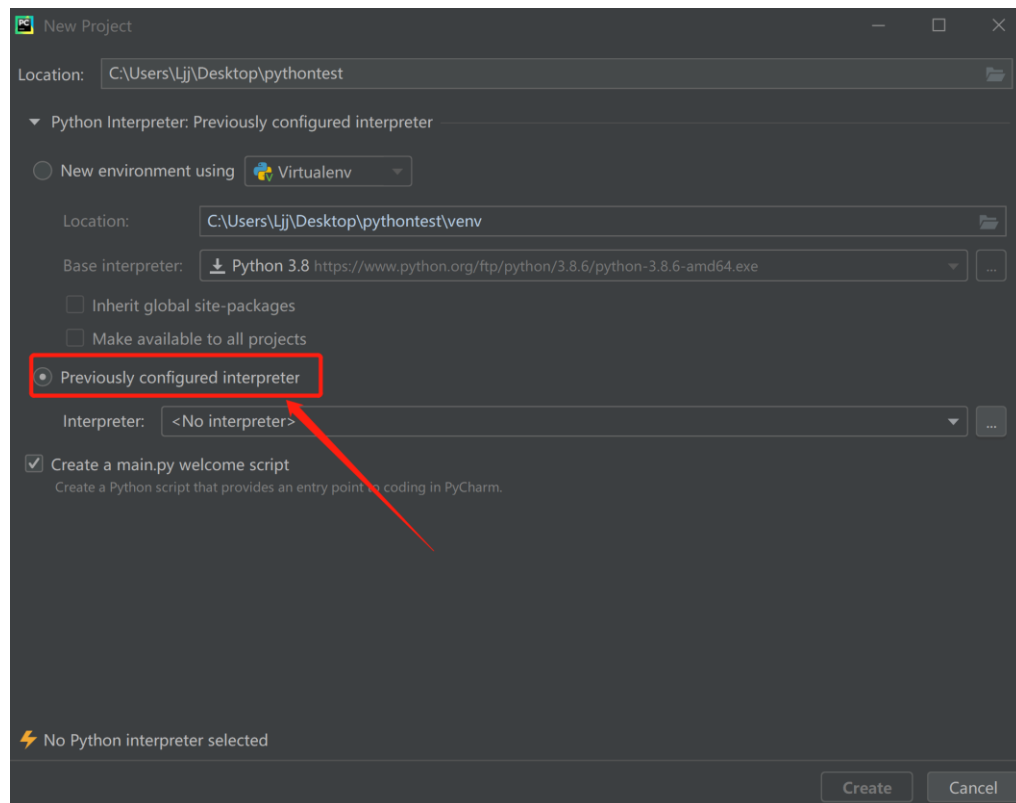 New Project
Location: C:\Users\Ljj\Desktop\pythontest
Python Interpreter: Previously configured interpreter
New environment using Virtualenv
Location: C:\Users\Ljj\Desktop\pythontest\venv
Base interpreter: Python 3.8 https://www.python.org/ftp/python/3.8.6/python-3.8.6-amd64.exe ...
Inherit global site-packages
Make available to all projects
Previously configured interpreter
Interpreter: <No interpreter> ...
Create a main.py welcome script
Create a Python script that provides an entry point to coding in PyCharm.
No Python interpreter selected
Create Cancel